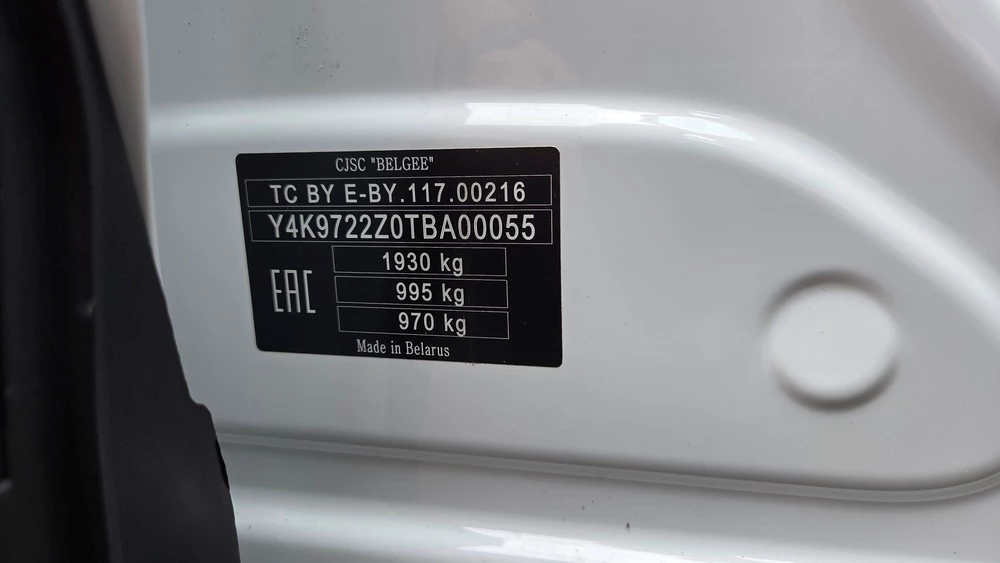 CJSC "BELGEE"
TC BY E-BY.117.00216
Y4K9722Z0TBA00055
1930 kg
EAC
995 kg
970 kg
Made in Belarus